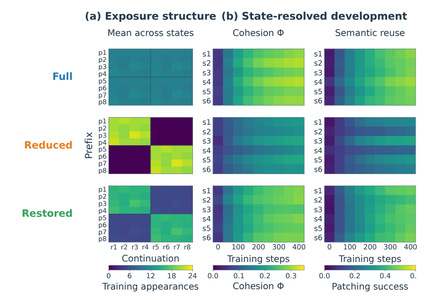 (a) Exposure structure (b) State-resolved development
Mean across states Cohesion Φ Semantic reuse
Full
p1
p2
p3
p4
p5
p6
p7
p8
s1
s2
s3
s4
s5
s6
s1
s2
s3
s4
s5
s6
Reduced
Prefix
p1
p2
p3
p4
p5
p6
p7
p8
s1
s2
s3
s4
s5
s6
s1
s2
s3
s4
s5
s6
Restored
p1
p2
p3
p4
p5
p6
p7
p8
s1
s2
s3
s4
s5
s6
s1
s2
s3
s4
s5
s6
r1 r2 r3 r4 r5 r6 r7 r8 0 100 200 300 400 0 100 200 300 400
Continuation Training steps Training steps
0 6 12 18 24 0.0 0.1 0.2 0.3 0.0 0.2 0.4 0.
Training appearances Cohesion Φ Patching success